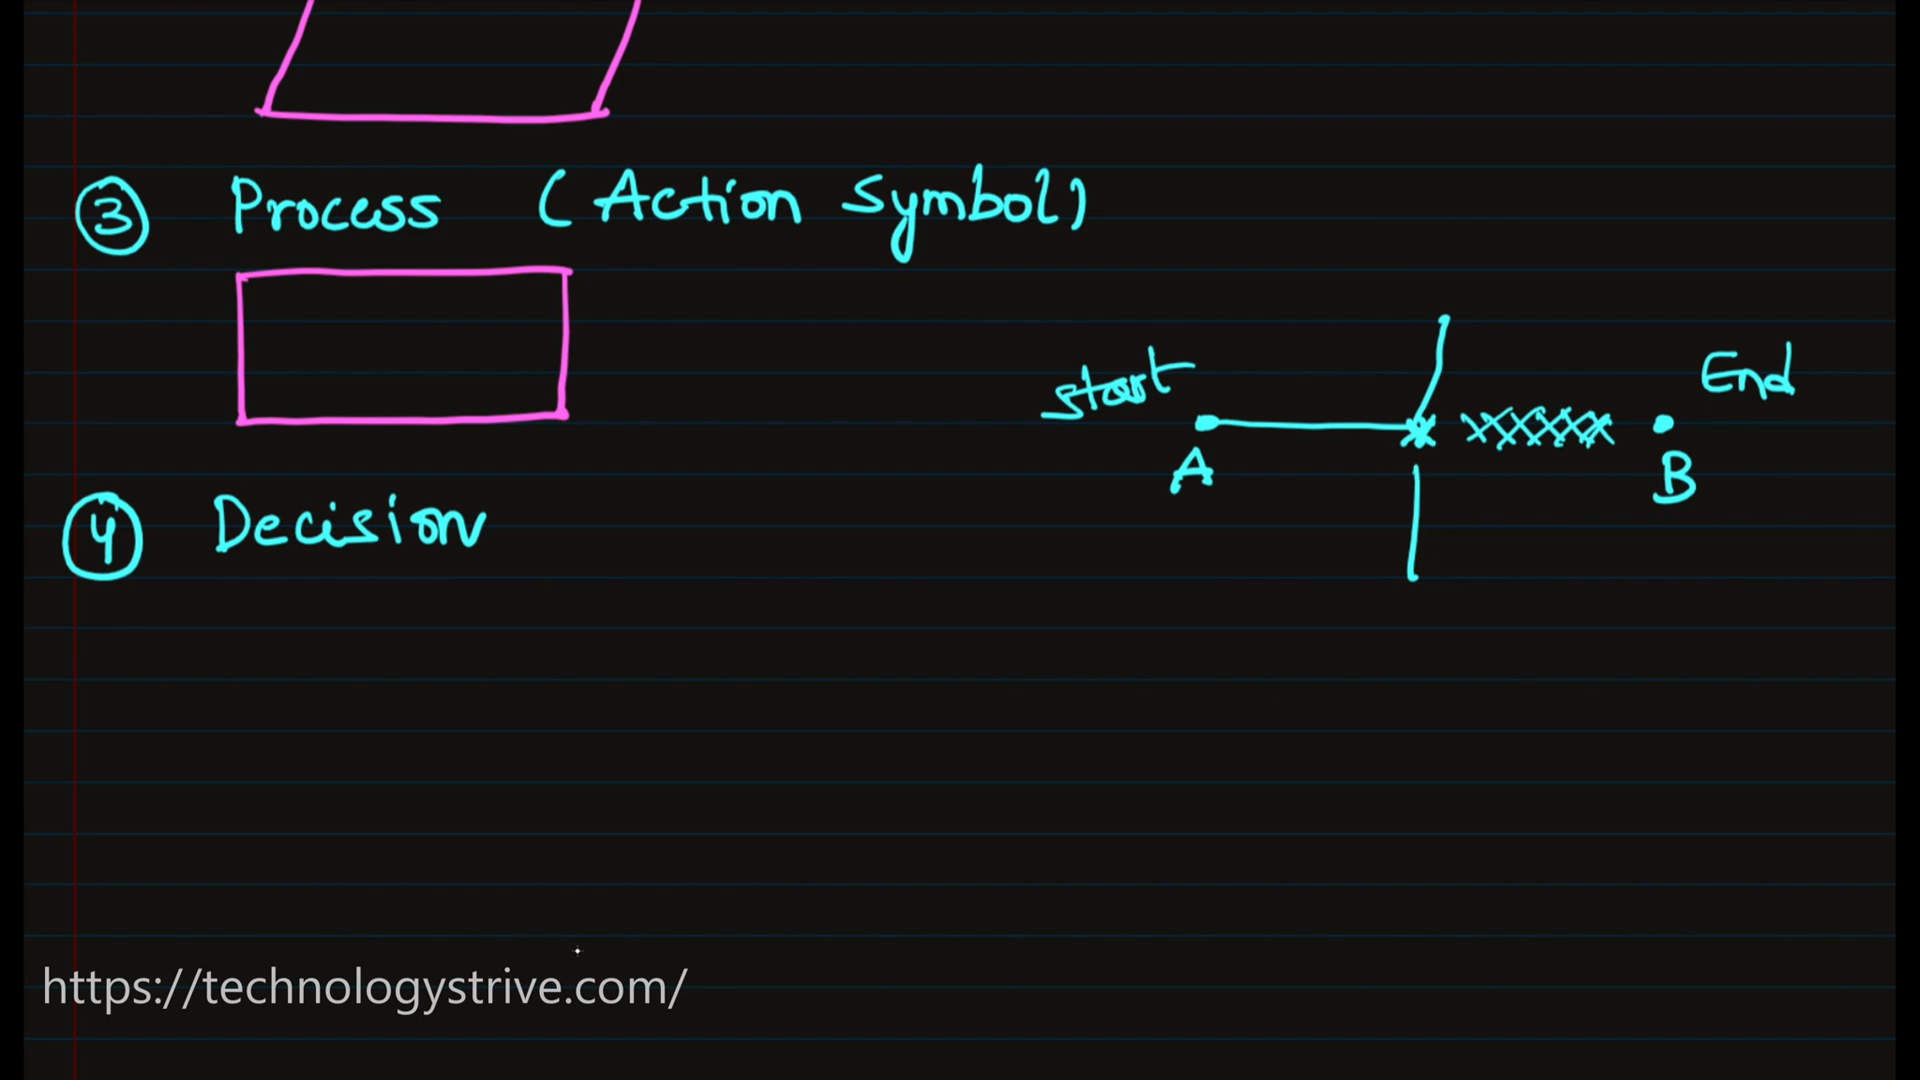 ③ Process (Action Symbol)
Start
End
A
B
④ Decision
https://technologystrive.com/